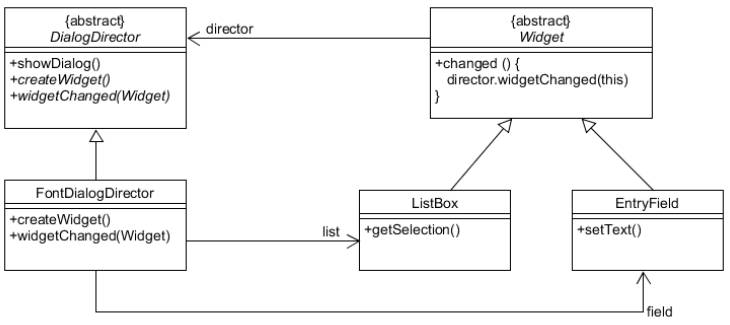 {abstract}
DialogDirector
+showDialog()
+createWidget()
+widgetChanged(Widget)
director
{abstract}
Widget
+changed () {
director.widgetChanged(this)
}
FontDialogDirector
+createWidget()
+widgetChanged(Widget)
list
ListBox
+getSelection()
EntryField
+setText()
field